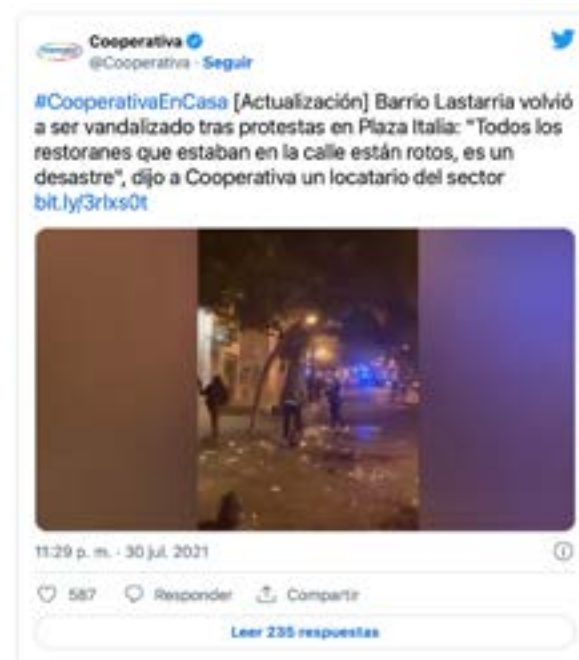 Cooperativa
@Cooperativa · Seguir
#CooperativaEnCasa [Actualización] Barrio Lastarria volvió
a ser vandalizado tras protestas en Plaza Italia: "Todos los
restoranes que estaban en la calle están rotos, es un
desastre", dijo a Cooperativa un locatario del sector
bit.ly/3rlxs0t
11:29 p. m. · 30 jul. 2021
587 Responder Compartir
Leer 235 respuestas